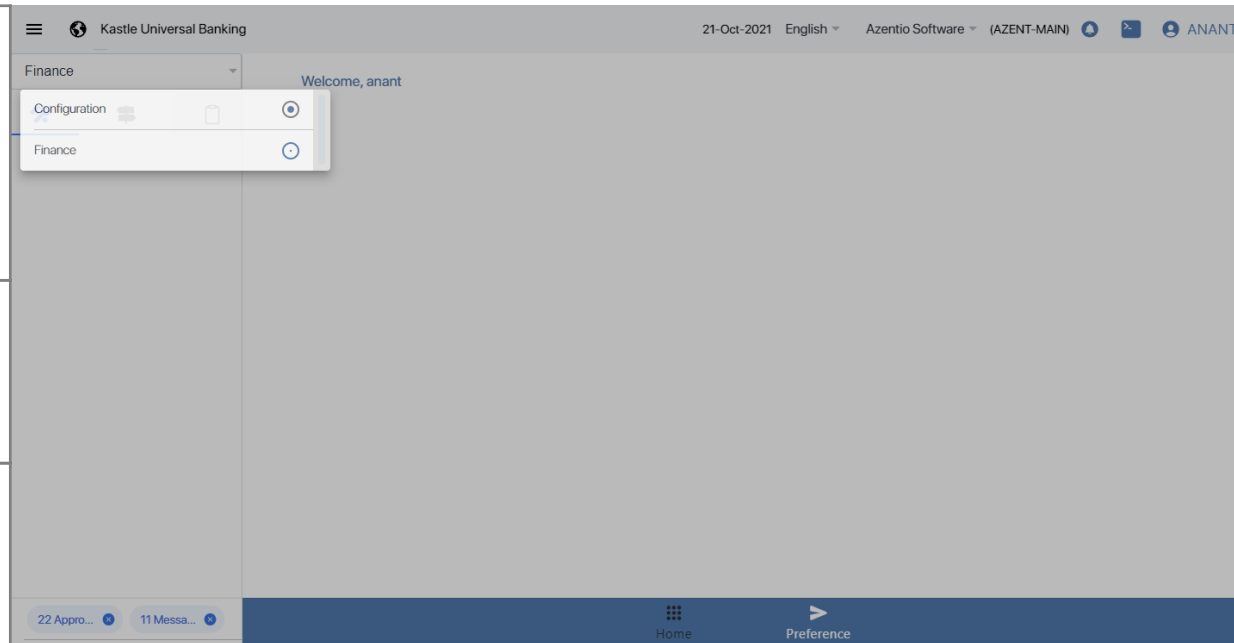 Kastle Universal Banking
21-Oct-2021 English Azentio Software (AZENT-MAIN) ANANT
Finance
Welcome, anant
Configuration
Finance
22 Appro... 11 Messa...
Home Preference